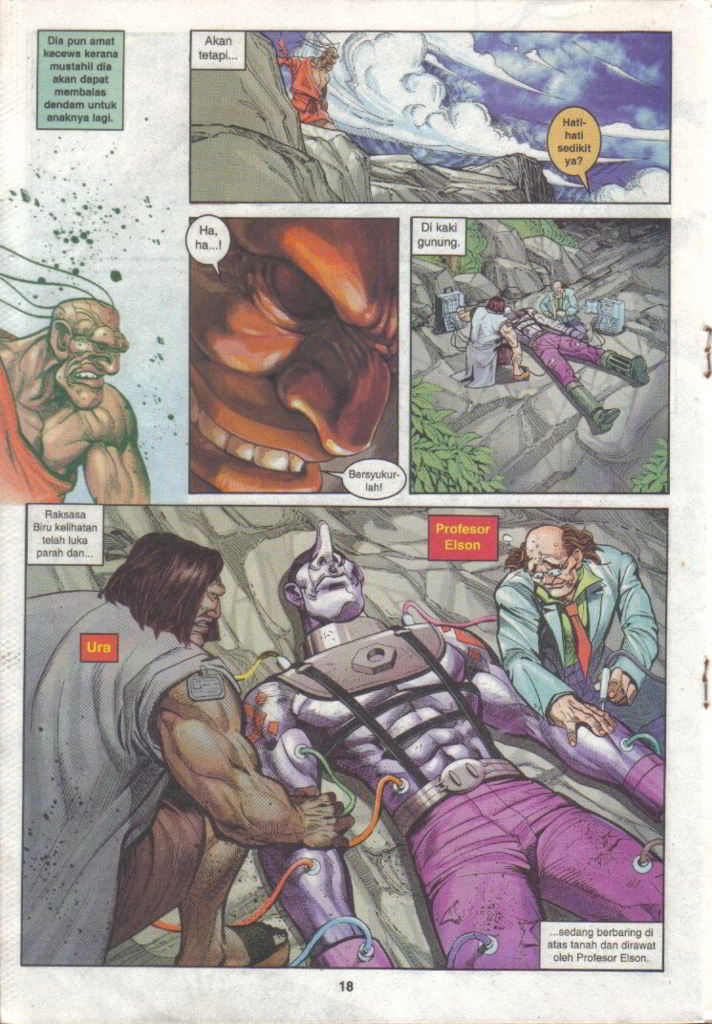 Dia pun amat
kecewa kerana
mustahil dia
akan dapat
membalas
dendam untuk
anaknya lagi.
Akan
tetapi...
Hati-
hati
sedikit
ya?
Ha,
ha...!
Bersyukur-
lah!
Di kaki
gunung.
Raksasa
Biru kelihatan
telah luka
parah dan...
Ura
Profesor
Elson
...sedang berbaring di
atas tanah dan dirawat
oleh Profesor Elson.
18